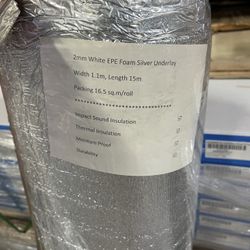 2mm White EPE Foam Silver Underlay
Width 1.1m, Length 15m
Packing 16.5 sq.m/roll
Impact Sound Insulation
Thermal Insulation
Moisture Proof
Durability